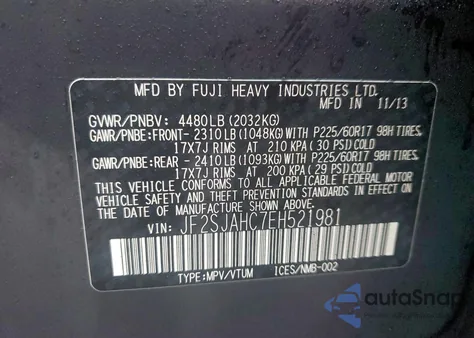 MFD BY FUJI HEAVY INDUSTRIES LTD.
MFD IN 11/13
GVWR/PNBV: 4480LB(2032KG)
GAWR/PNBE:FRONT- 2310LB(1048KG)WITH P225/60R17 98H TIRES,
17X7J RIMS AT 210 KPA(30 PSI)COLD
GAWR/PNBE:REAR -2410LB(1093KG)WITH P225/60R17 98H TIRES,
17X7J RIMS AT 200 KPA(29 PSI)COLD
THIS VEHICLE CONFORMS TO ALL APPLICABLE FEDERAL MOTOR
VEHICLE SAFETY, BUMPER, AND THEFT PREVENTION STANDARDS
IN EFFECT ON THE DATE OF MANUFACTURE SHOWN ABOVE.
VIN: JF2SJAHC7EH521981
TYPE:MPV/VTUM ICES/NMB-002
autoSnap